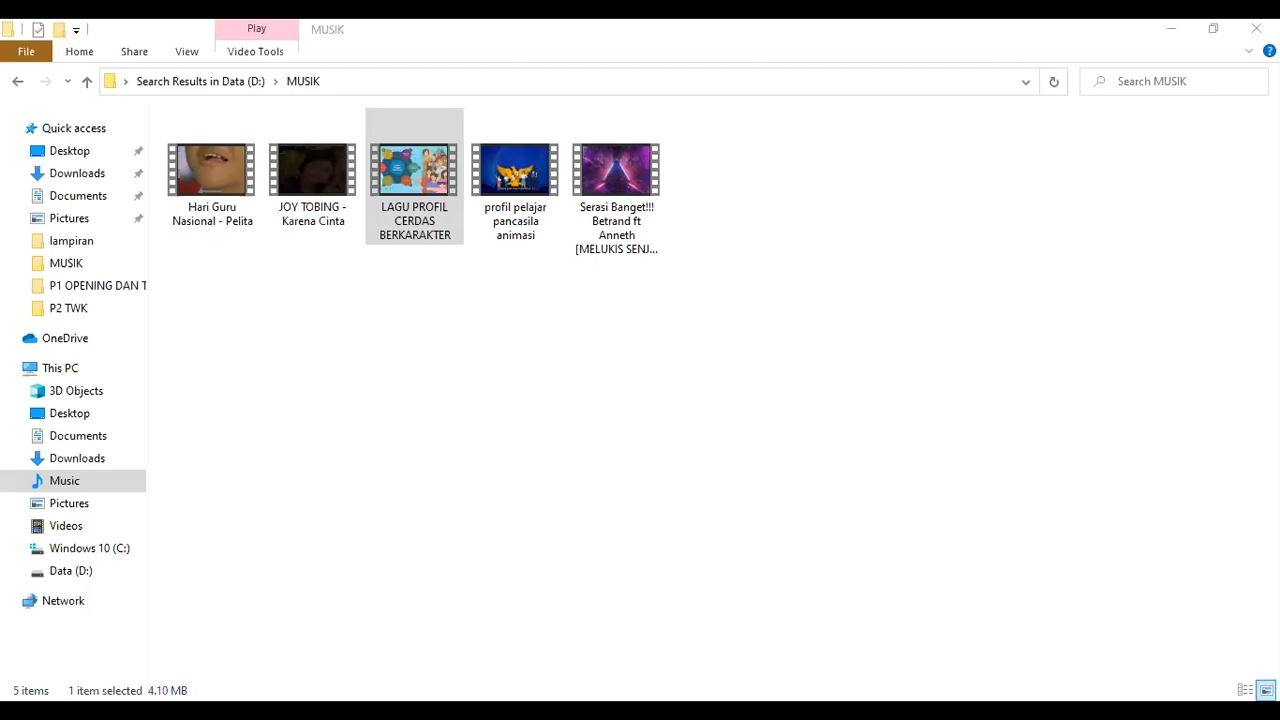 Play
MUSIK
File
Home
Share
View
Video Tools
Search Results in Data (D:)
MUSIK
Search MUSIK
Quick access
Desktop
Downloads
Documents
Pictures
lampiran
MUSIK
P1 OPENING DAN T
P2 TWK
OneDrive
This PC
3D Objects
Desktop
Documents
Downloads
Music
Pictures
Videos
Windows 10 (C:)
Data (D:)
Network
Hari Guru
Nasional - Pelita
JOY TOBING -
Karena Cinta
LAGU PROFIL
CERDAS
BERKARAKTER
profil pelajar
pancasila
animasi
Serasi Banget!!!
Betrand ft
Anneth
[MELUKIS SENJ...
5 items
1 item selected 4.10 MB